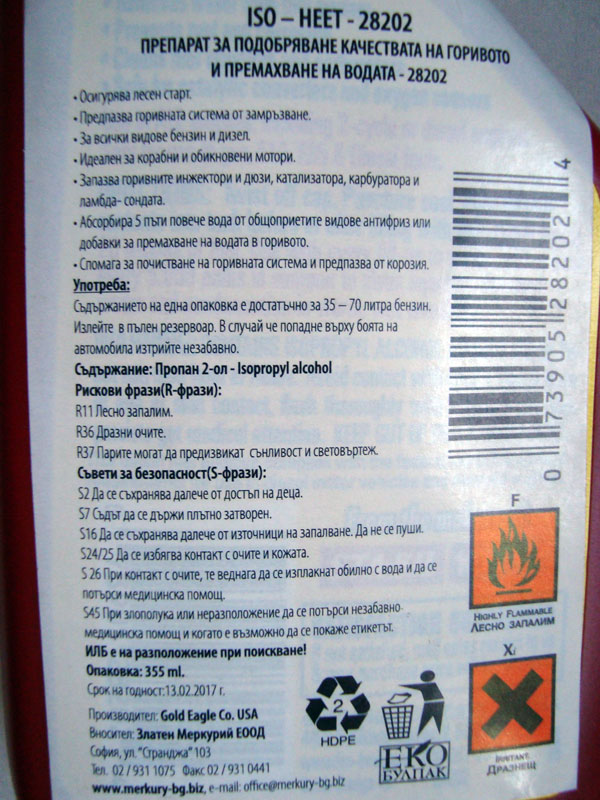 ISO – HEET - 28202
ПРЕПАРАТ ЗА ПОДОБРЯВАНЕ КАЧЕСТВАТА НА ГОРИВОТО
И ПРЕМАХВАНЕ НА ВОДАТА - 28202
• Осигурява лесен старт.
• Предпазва горивната система от замръзване.
• За всички видове бензин и дизел.
• Идеален за корабни и обикновени мотори.
• Запазва горивните инжектори и дюзи, катализатора, карбуратора и
ламбда- сондата.
• Абсорбира 5 пъти повече вода от общоприетите видове антифриз или
добавки за премахване на водата в горивото.
• Спомага за почистване на горивната система и предпазва от корозия.
Употреба:
Съдържанието на една опаковка е достатъчно за 35 – 70 литра бензин.
Излейте в пълен резервоар. В случай че попадне върху боята на
автомобила изтрийте незабавно.
Съдържание: Пропан 2-ол - Isopropyl alcohol
Рискови фрази(R-фрази):
R11 Лесно запалим.
R36 Дразни очите.
R37 Парите могат да предизвикат сънливост и световъртеж.
Съвети за безопасност(S-фрази):
S2 Да се съхранява далече от достъп на деца.
S7 Съдът да се държи плътно затворен.
S16 Да се съхранява далече от източници на запалване. Да не се пуши.
S24/25 Да се избягва контакт с очите и кожата.
S 26 При контакт с очите, те веднага да се изплакнат обилно с вода и да се
потърси медицинска помощ.
S45 При злополука или неразположение да се потърси незабавно
медицинска помощ и когато е възможно да се покаже етикетът.
ИЛБ е на разположение при поискване!
Опаковка: 355 ml.
Срок на годност:13.02.2017 г.
Производител: Gold Eagle Co. USA
Вносител: Златен Меркурий ЕООД
София, ул. "Странджа" 103
Тел. 02 / 931 1075 Факс 02 / 931 0441
www.merkury-bg.biz, e-mail: office@merkury-bg.biz
2
HDPE
ЕКО
БУЛПАК
0 73905 28202 4
F
HIGHLY FLAMMABLE
ЛЕСНО ЗАПАЛИМ
Xi
IRRITANT
ДРАЗНЕЩ